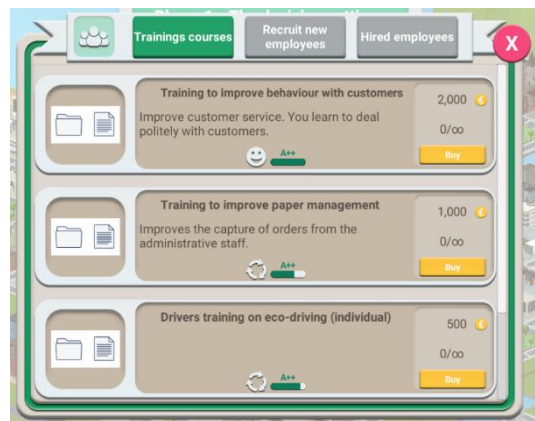 Trainings courses
Recruit new
employees
Hired employees
X
Training to improve behaviour with customers
Improve customer service. You learn to deal
politely with customers.
A++
2,000
0/∞
Buy
Training to improve paper management
Improves the capture of orders from the
administrative staff.
A++
1,000
0/∞
Buy
Drivers training on eco-driving (individual)
A++
500
0/∞
Buy